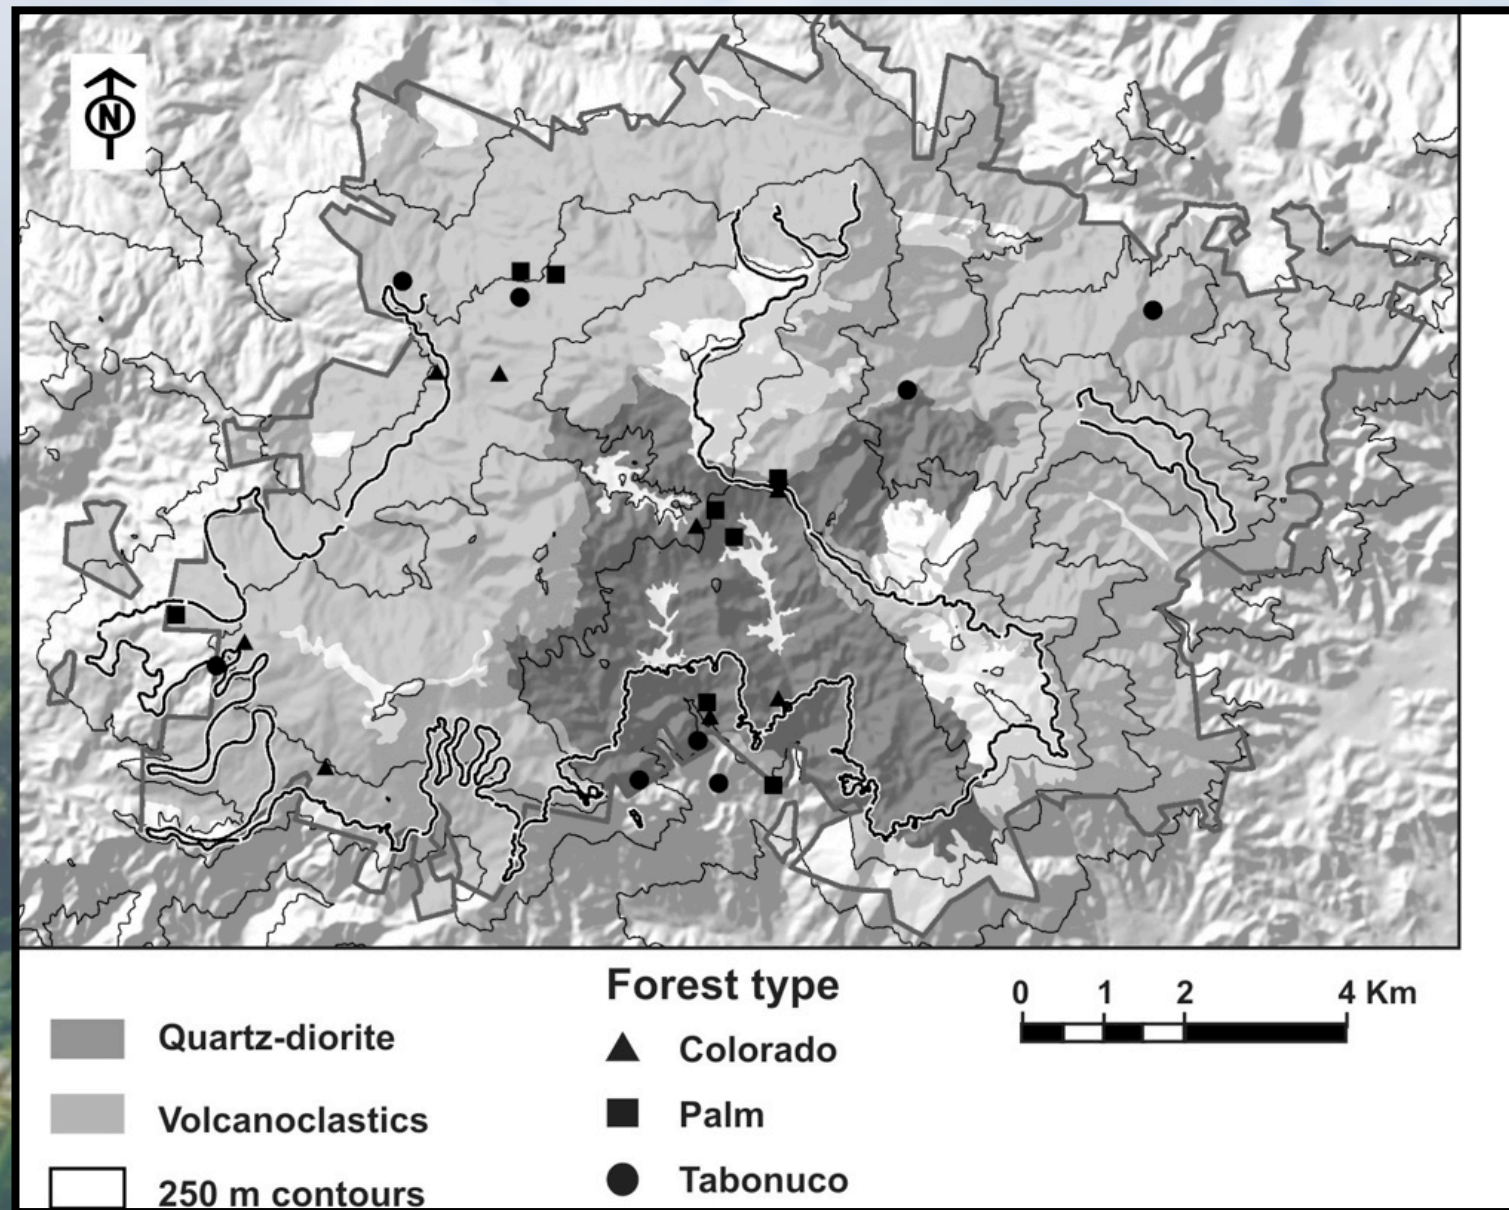 N
Forest type
0 1 2 4 Km
Quartz-diorite
Colorado
Volcanoclastics
Palm
250 m contours
Tabonuco